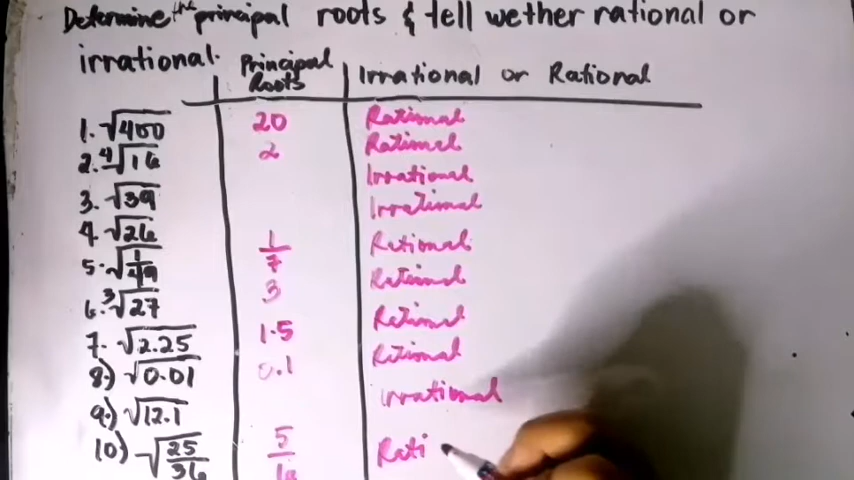 Determine the principal roots & tell wether rational or
irrational.
Principal Roots Irrational or Rational
1. √400 20 Rational
2. ⁴√16 2 Rational
3. √39 Irrational
4. √26 Irrational
5. √1/49 1/7 Rational
6. ³√27 3 Rational
7. √2.25 1.5 Rational
8.) √0.01 0.1 Rational
9.) √12.1 irrational
10.) √25/36 5/6 Rati